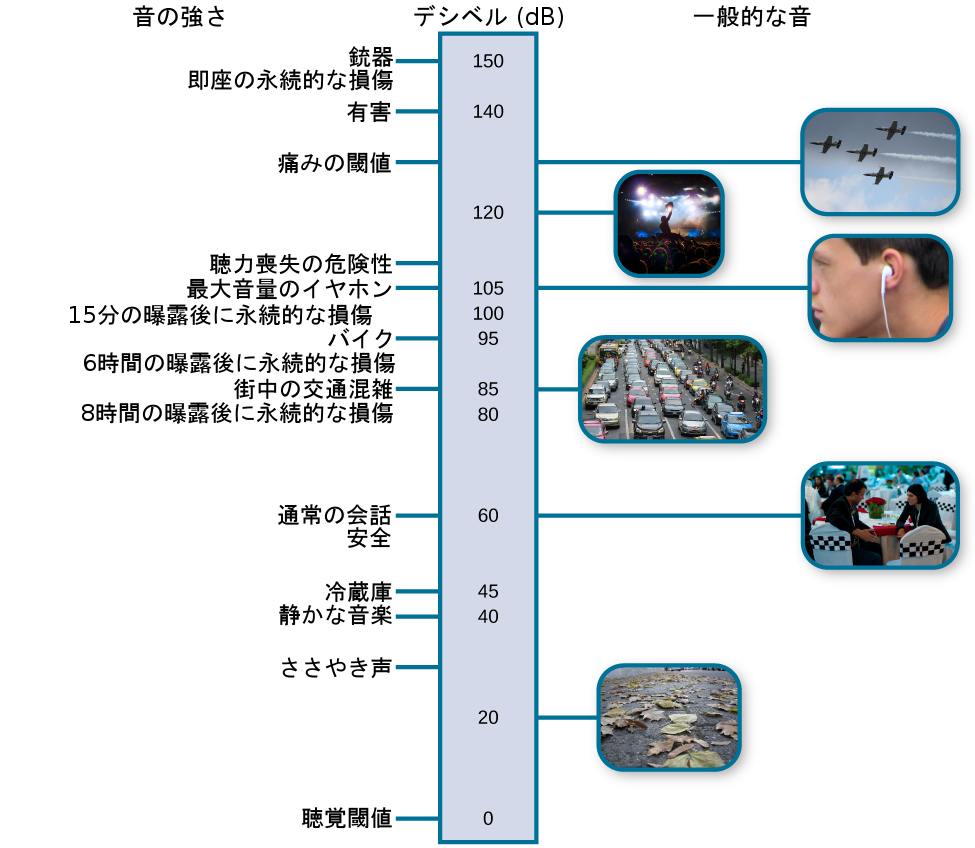 音の強さ
デシベル (dB)
一般的な音
銃器
150
即座の永続的な損傷
有害
140
痛みの閾値
120
聴力喪失の危険性
最大音量のイヤホン
105
15分の曝露後に永続的な損傷
100
バイク
95
6時間の曝露後に永続的な損傷
街中の交通混雑
85
8時間の曝露後に永続的な損傷
80
通常の会話
60
安全
冷蔵庫
45
静かな音楽
40
ささやき声
20
聴覚閾値
0